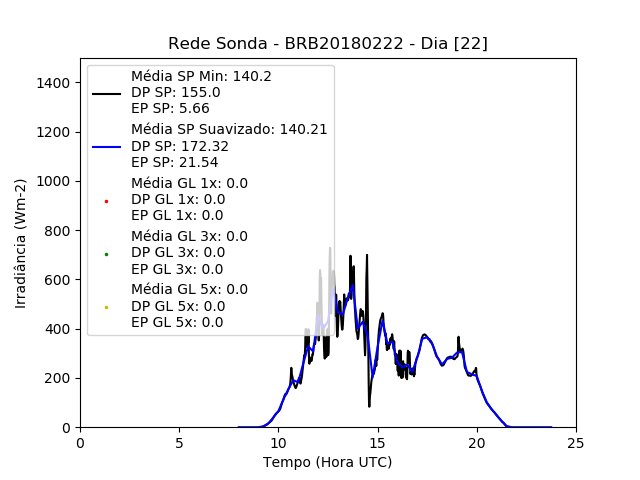 Rede Sonda - BRB20180222 - Dia [22]
Média SP Min: 140.2
DP SP: 155.0
EP SP: 5.66
Média SP Suavizado: 140.21
DP SP: 172.32
EP SP: 21.54
Média GL 1x: 0.0
DP GL 1x: 0.0
EP GL 1x: 0.0
Média GL 3x: 0.0
DP GL 3x: 0.0
EP GL 3x: 0.0
Média GL 5x: 0.0
DP GL 5x: 0.0
EP GL 5x: 0.0
Irradiância (Wm-2)
1400
1200
1000
800
600
400
200
0
0 5 10 15 20 25
Tempo (Hora UTC)